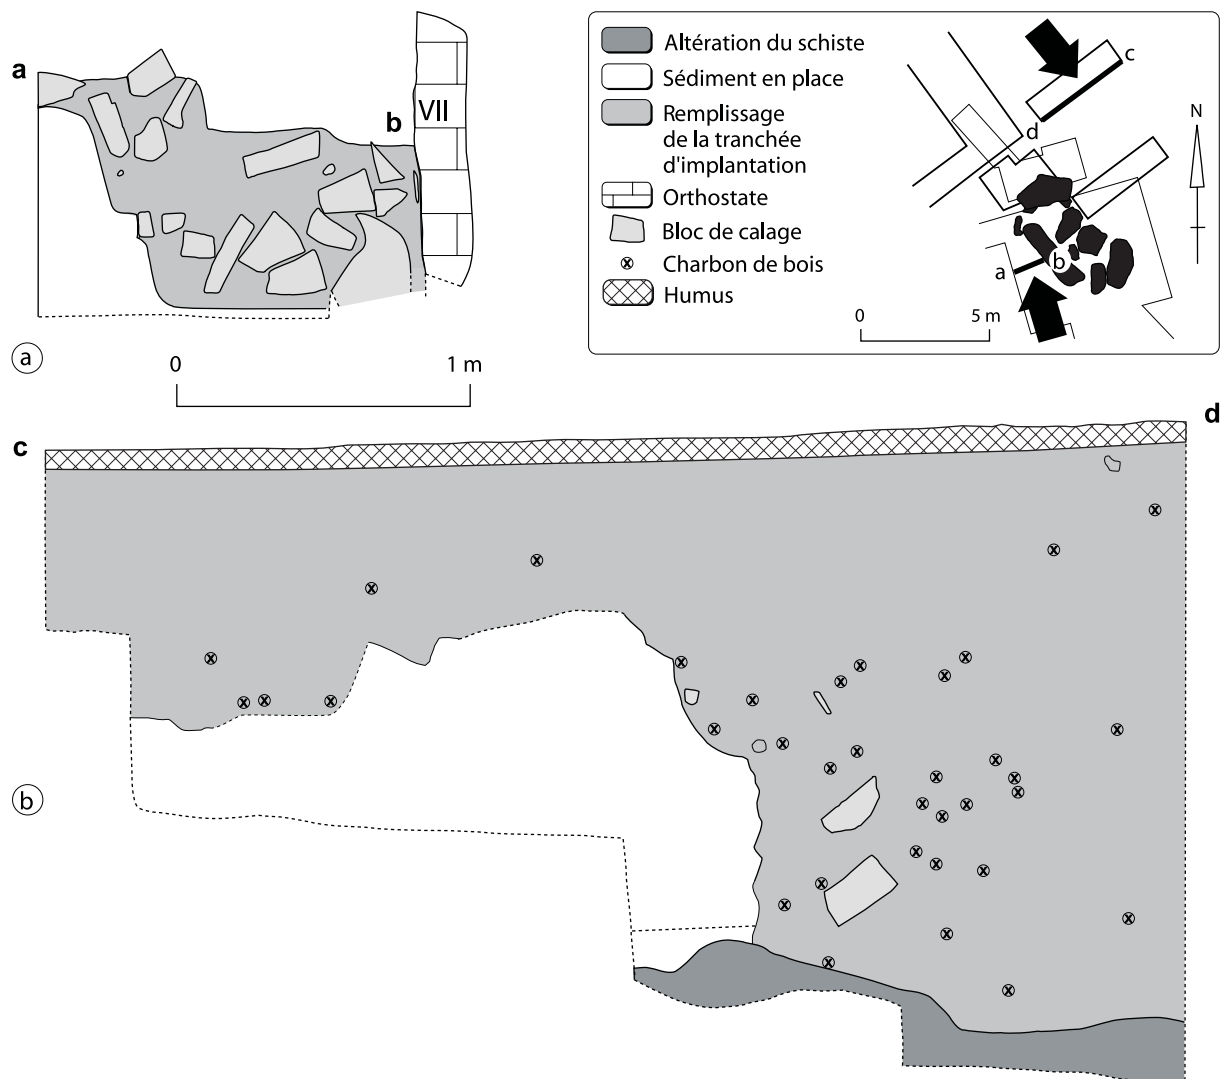 a
b
VII
a
0 1 m
Altération du schiste
Sédiment en place
Remplissage
de la tranchée
d'implantation
Orthostate
Bloc de calage
Charbon de bois
Humus
c
d
a
b
N
0 5 m
c
d
b